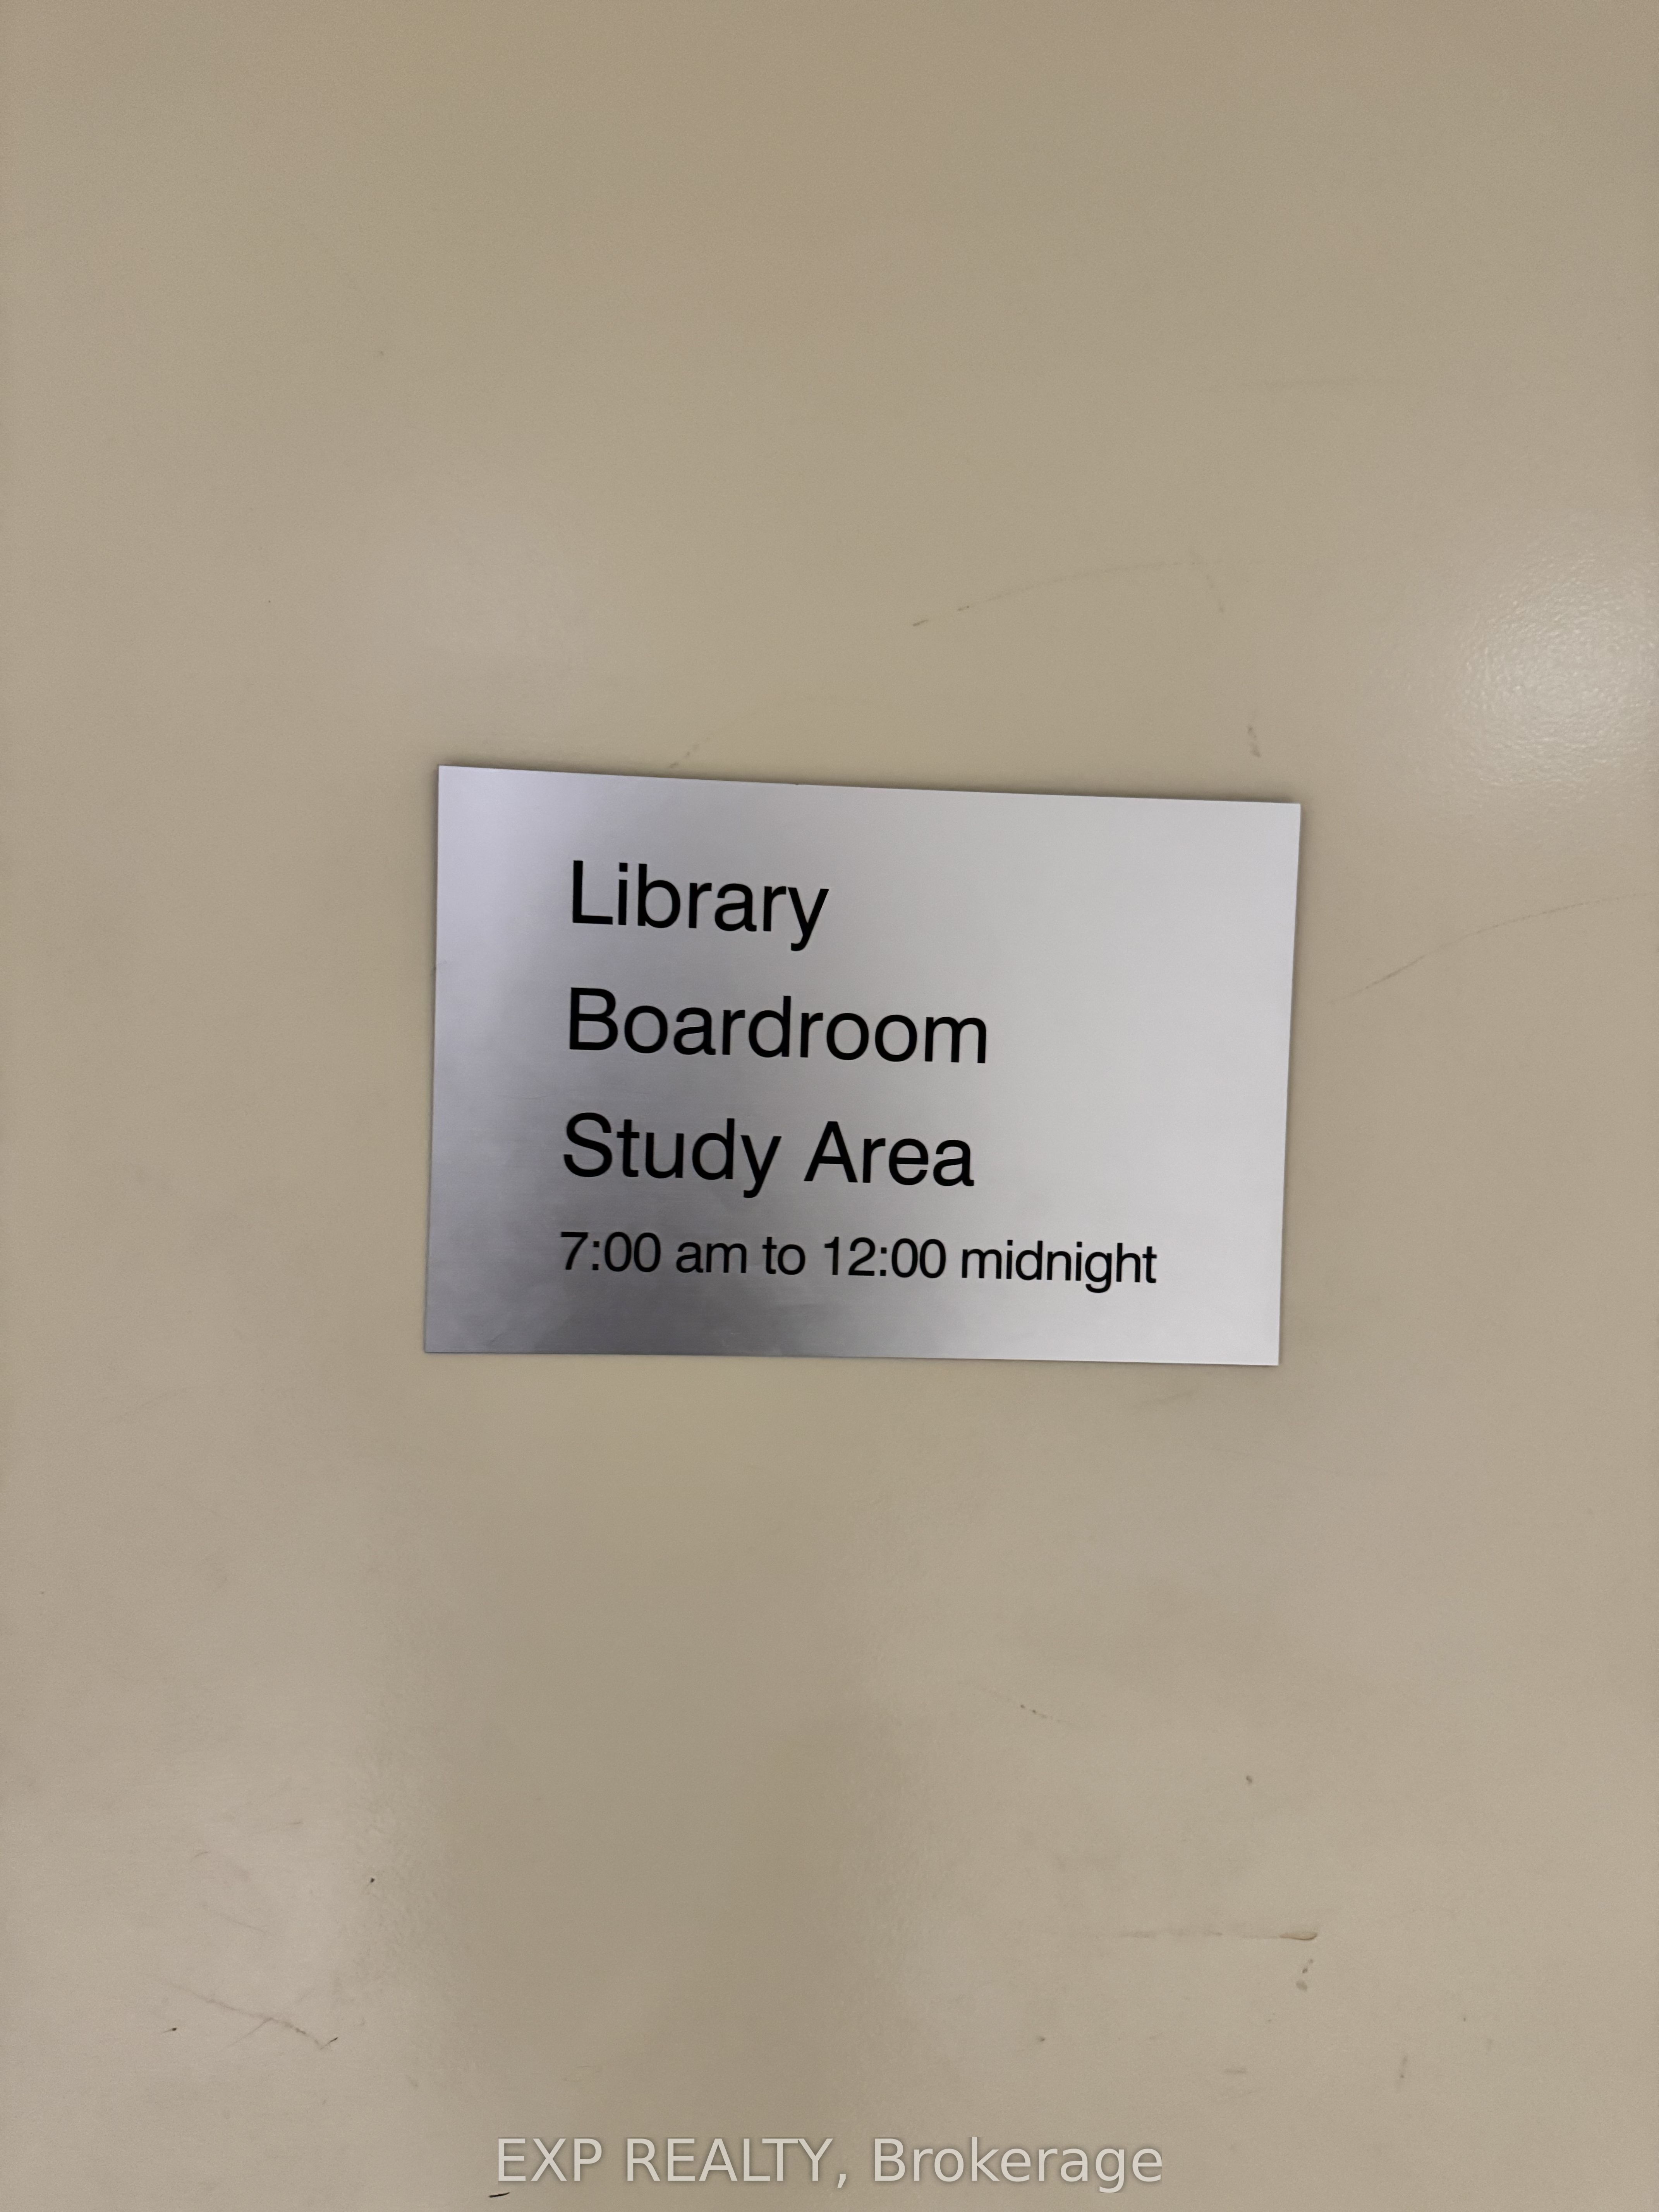 Library
Boardroom
Study Area
7:00 am to 12:00 midnight
EXP REALTY, Brokerage